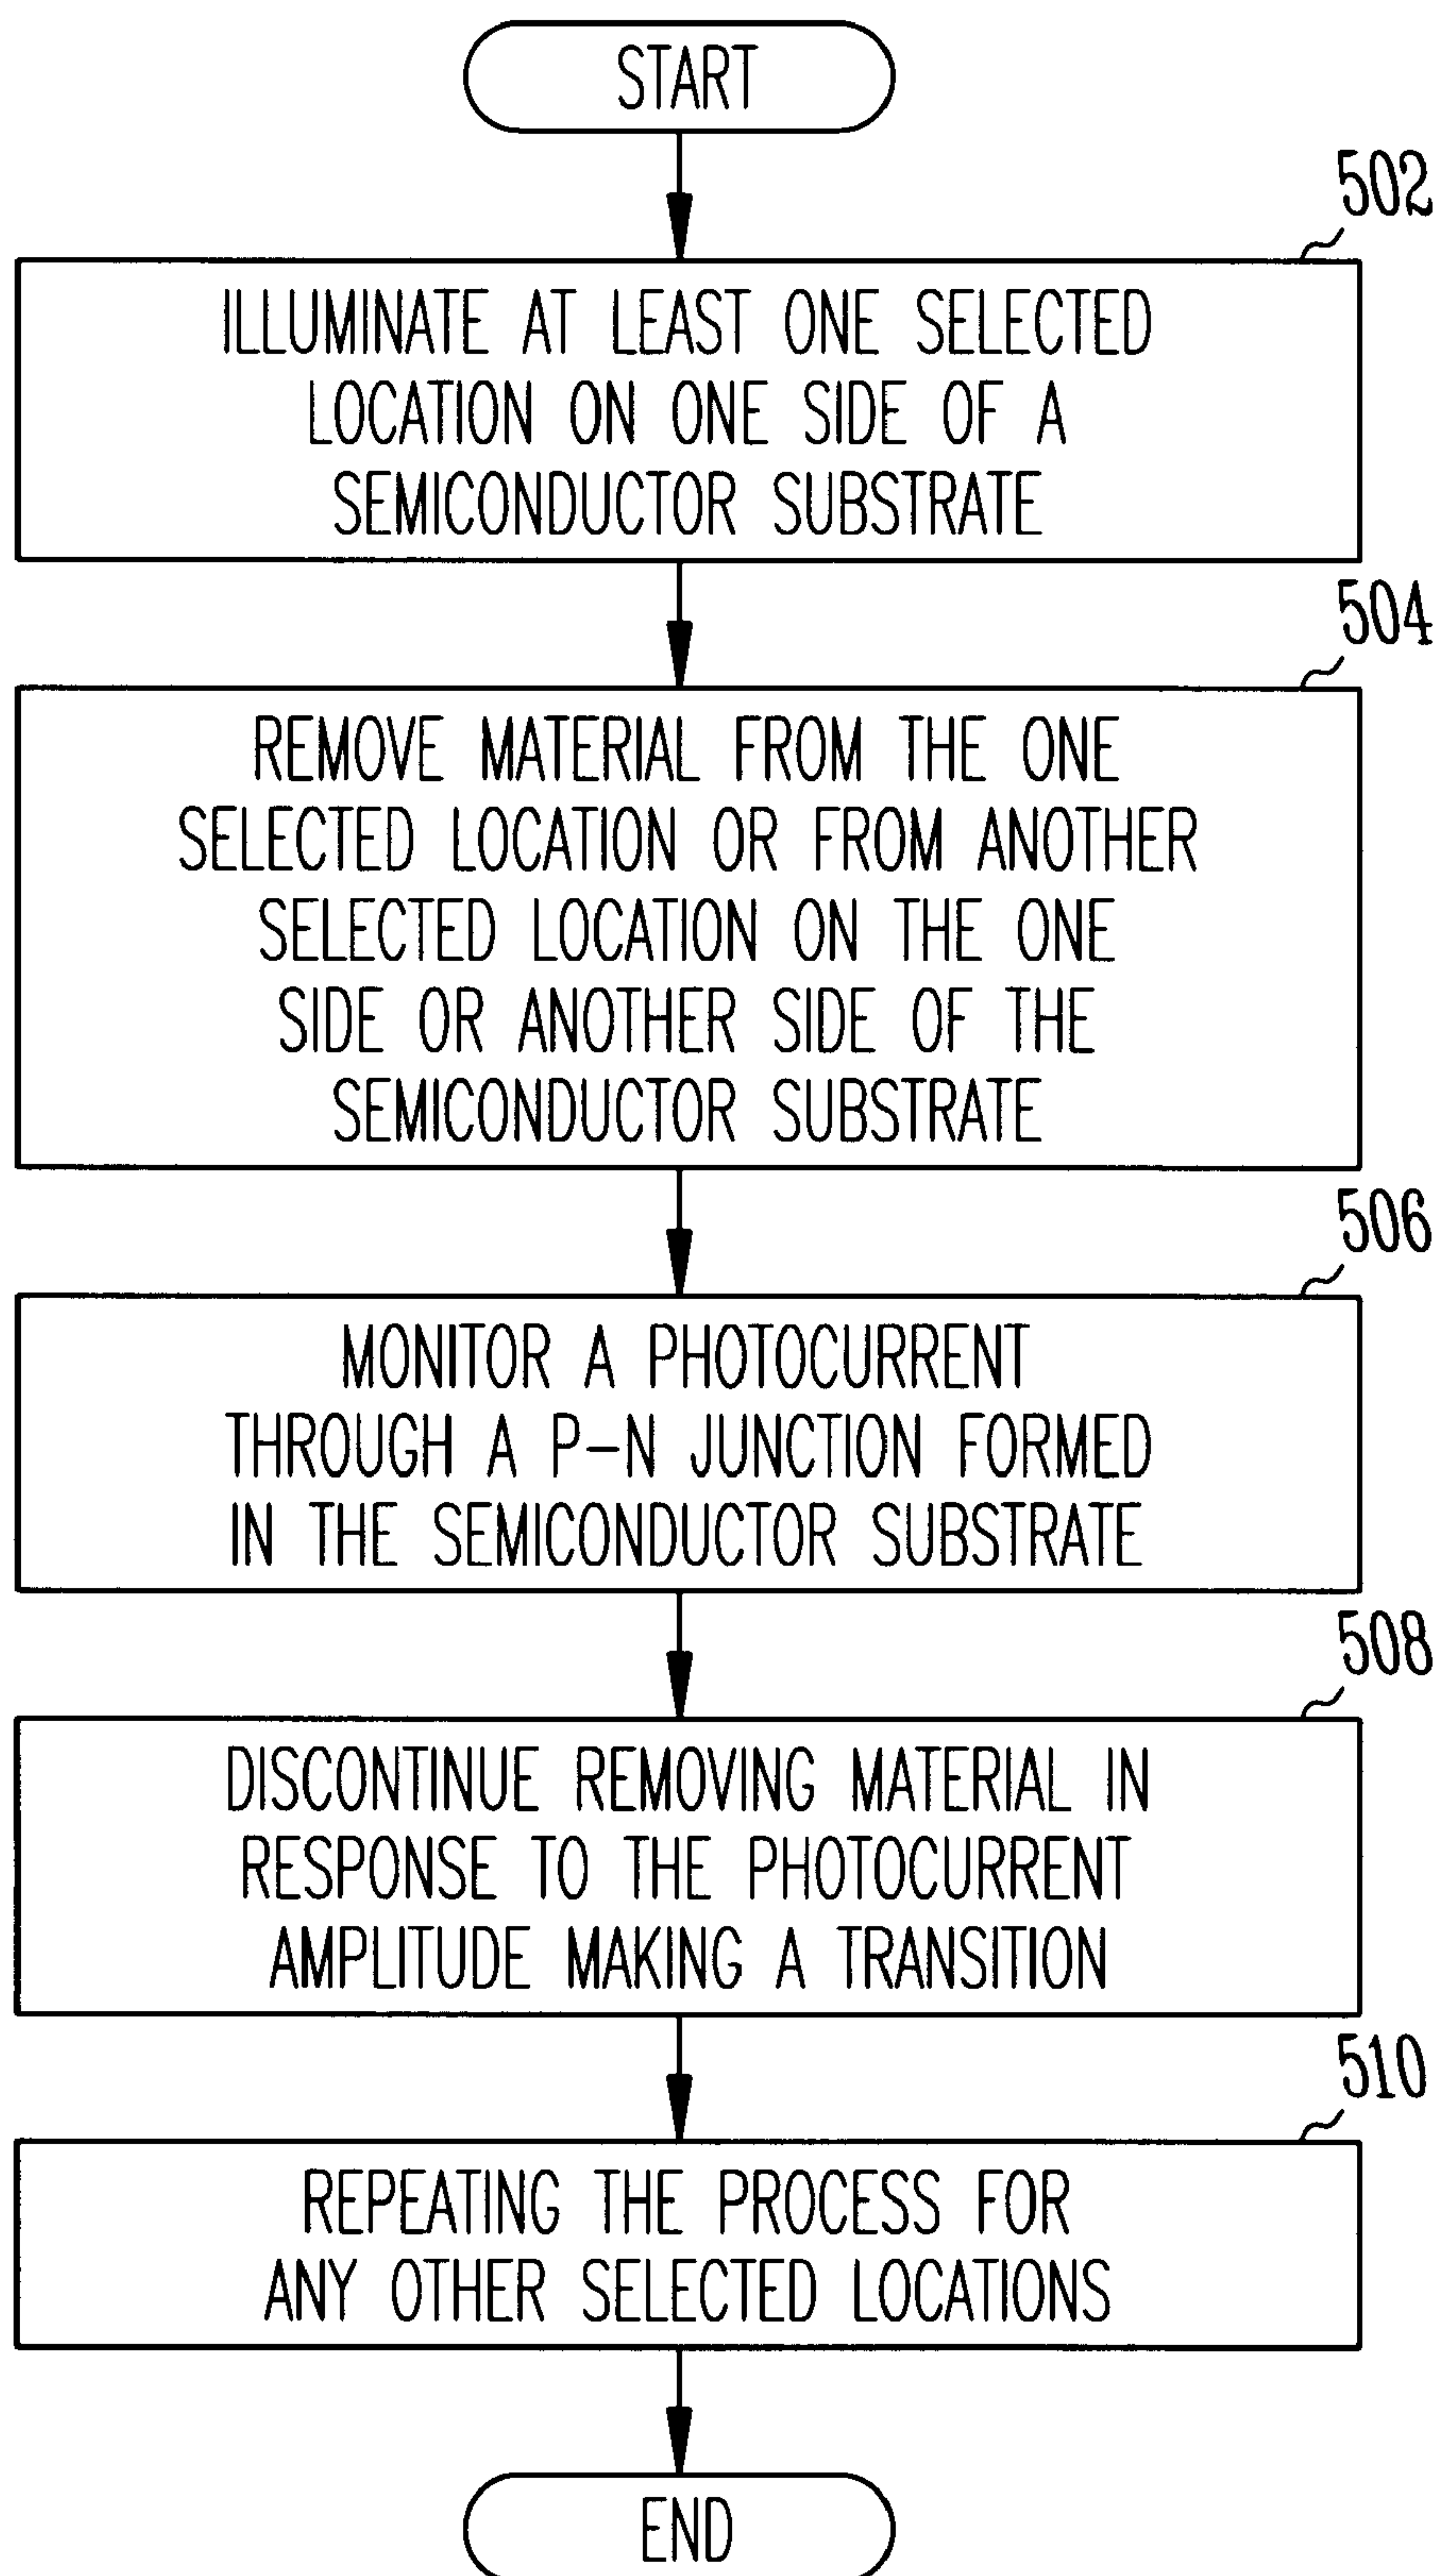 START
502
ILLUMINATE AT LEAST ONE SELECTED
LOCATION ON ONE SIDE OF A
SEMICONDUCTOR SUBSTRATE
504
REMOVE MATERIAL FROM THE ONE
SELECTED LOCATION OR FROM ANOTHER
SELECTED LOCATION ON THE ONE
SIDE OR ANOTHER SIDE OF THE
SEMICONDUCTOR SUBSTRATE
506
MONITOR A PHOTOCURRENT
THROUGH A P-N JUNCTION FORMED
IN THE SEMICONDUCTOR SUBSTRATE
508
DISCONTINUE REMOVING MATERIAL IN
RESPONSE TO THE PHOTOCURRENT
AMPLITUDE MAKING A TRANSITION
510
REPEATING THE PROCESS FOR
ANY OTHER SELECTED LOCATIONS
END